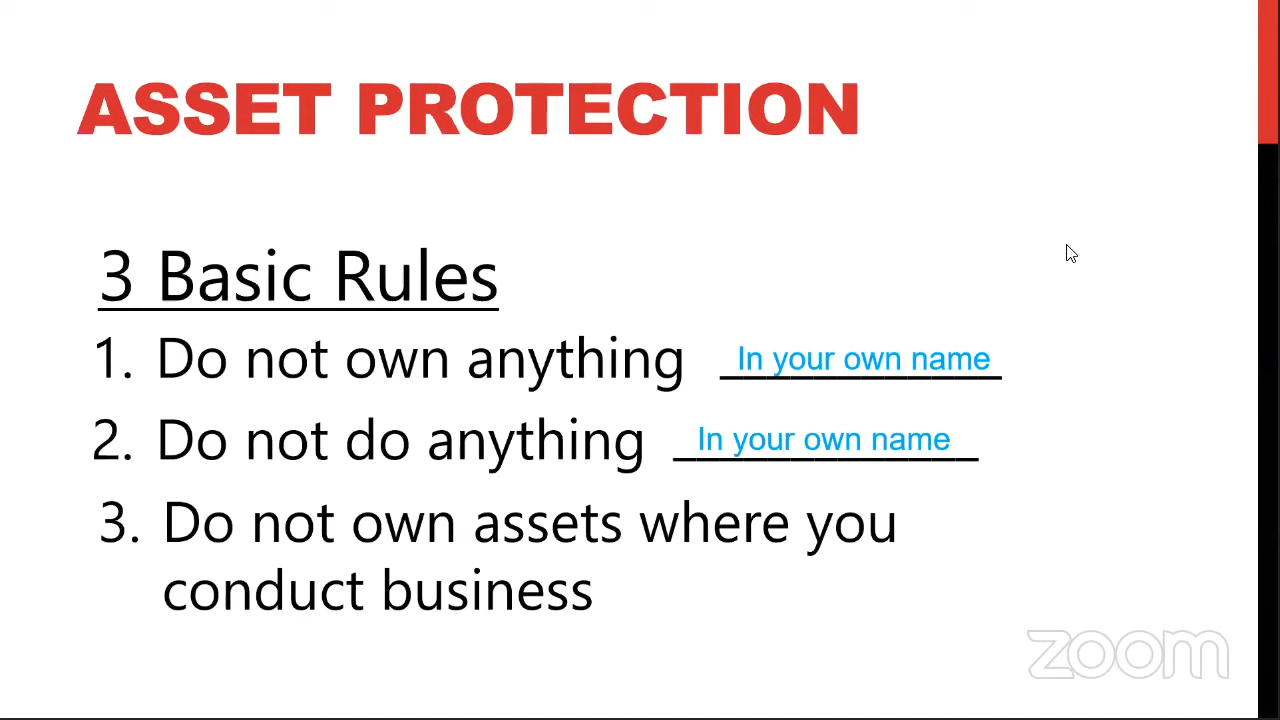 ASSET PROTECTION
3 Basic Rules
1. Do not own anything In your own name
2. Do not do anything In your own name
3. Do not own assets where you
conduct business
zoom